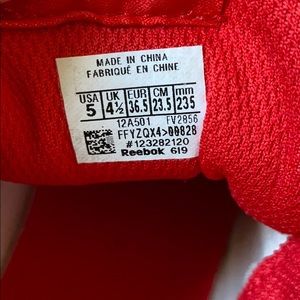 MADE IN CHINA
FABRIQUÉ EN CHINE
USA UK EUR CM mm
5 4½ 36.5 23.5 235
12A501 FV2856
FFYZQX4>00828
#123282120
Reebok 619